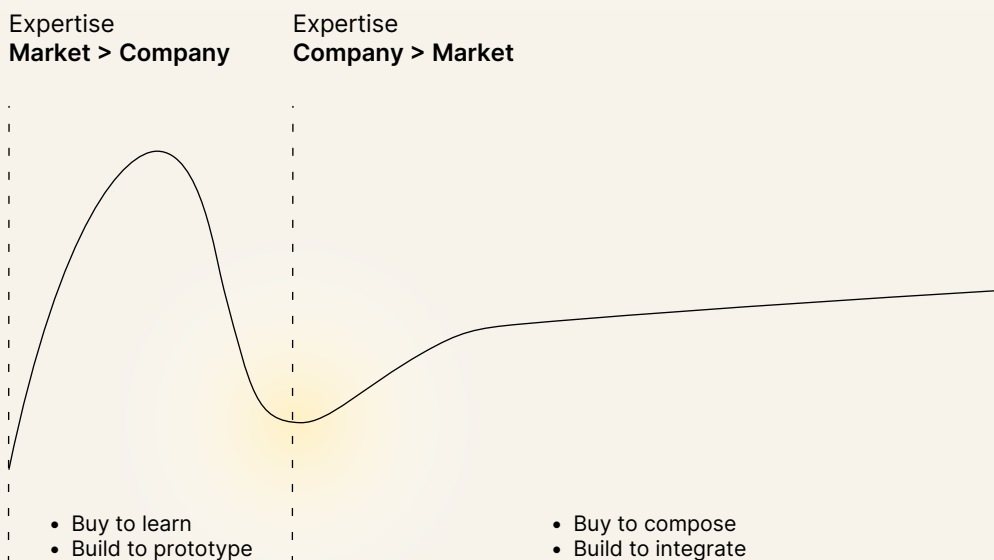 Expertise
Market > Company
Expertise
Company > Market
• Buy to learn
• Build to prototype
• Buy to compose
• Build to integrate